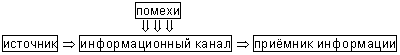 помехи
источник ⇒ информационный канал ⇒ приёмник информации